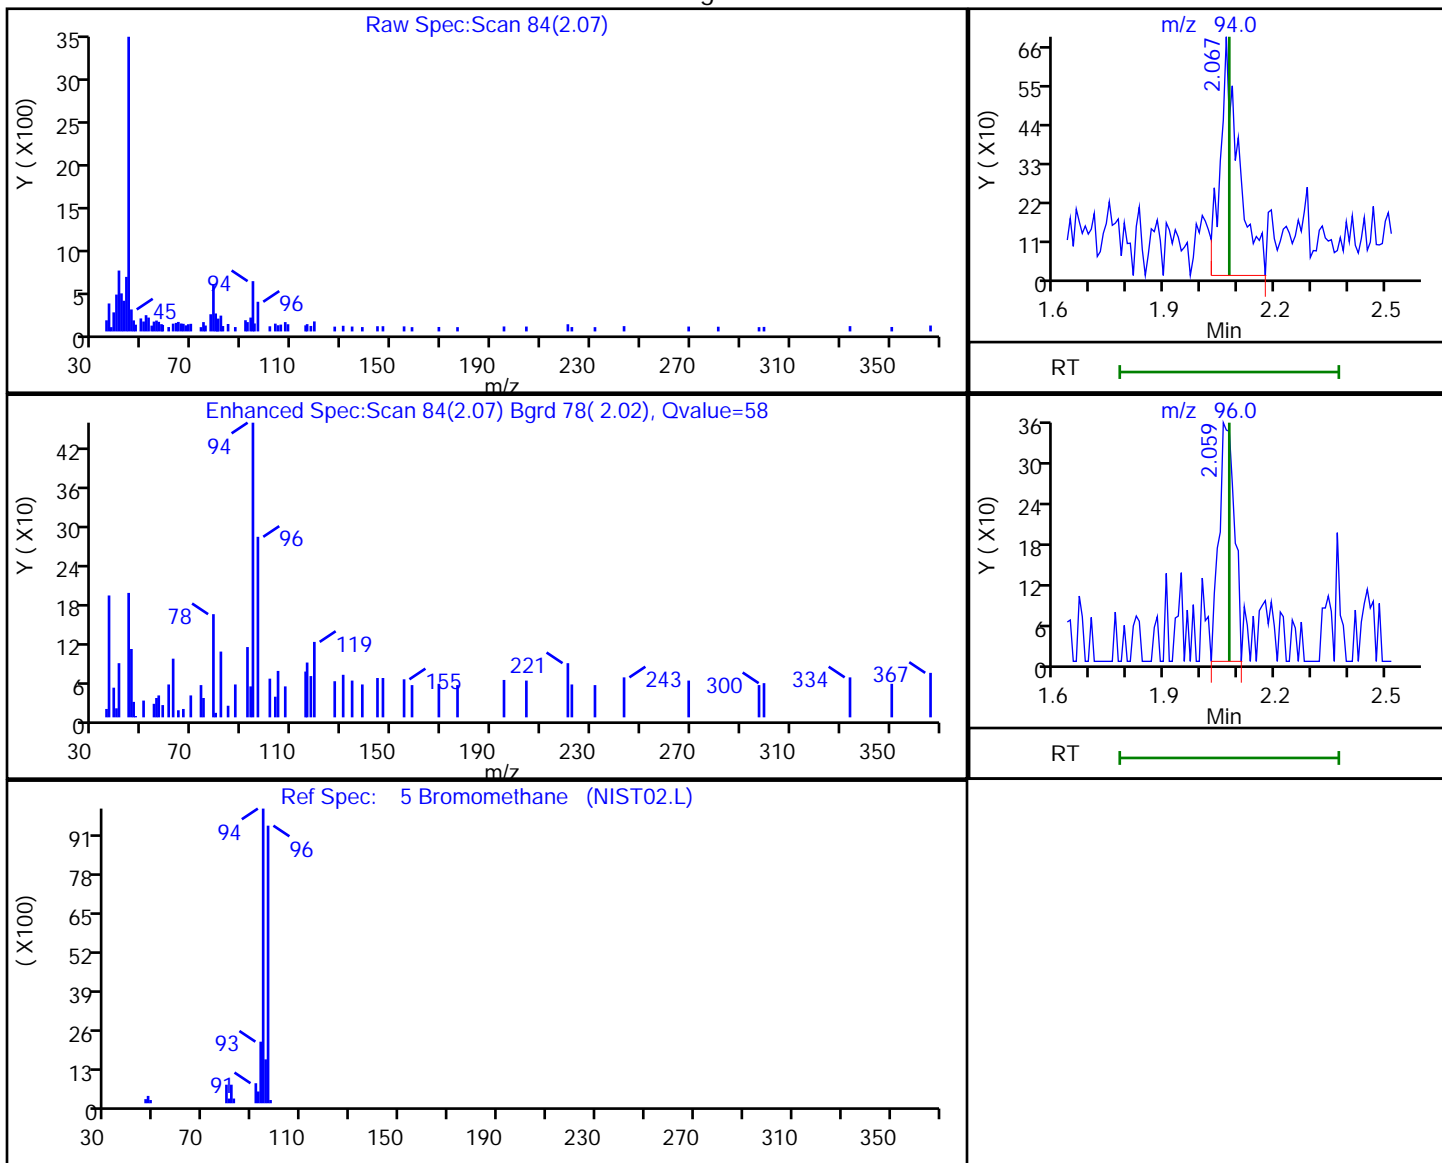 Raw Spec:Scan 84(2.07)
Y ( X100)
35
30
25
20
15
10
5
0
45
94
96
30 70 110 150 190 230 270 310 350
m/z
m/z 94.0
Y ( X10)
66
55
44
33
22
11
0
2.067
1.6 1.9 2.2 2.5
Min
RT
Enhanced Spec:Scan 84(2.07) Bgrd 78( 2.02), Qvalue=58
Y ( X10)
42
36
30
24
18
12
6
0
94
96
78
119
155
221
243
300
334
367
30 70 110 150 190 230 270 310 350
m/z
m/z 96.0
Y ( X10)
36
30
24
18
12
6
0
2.059
1.6 1.9 2.2 2.5
Min
RT
Ref Spec: 5 Bromomethane (NIST02.L)
( X100)
91
78
65
52
39
26
13
0
94
96
93
91
30 70 110 150 190 230 270 310 350